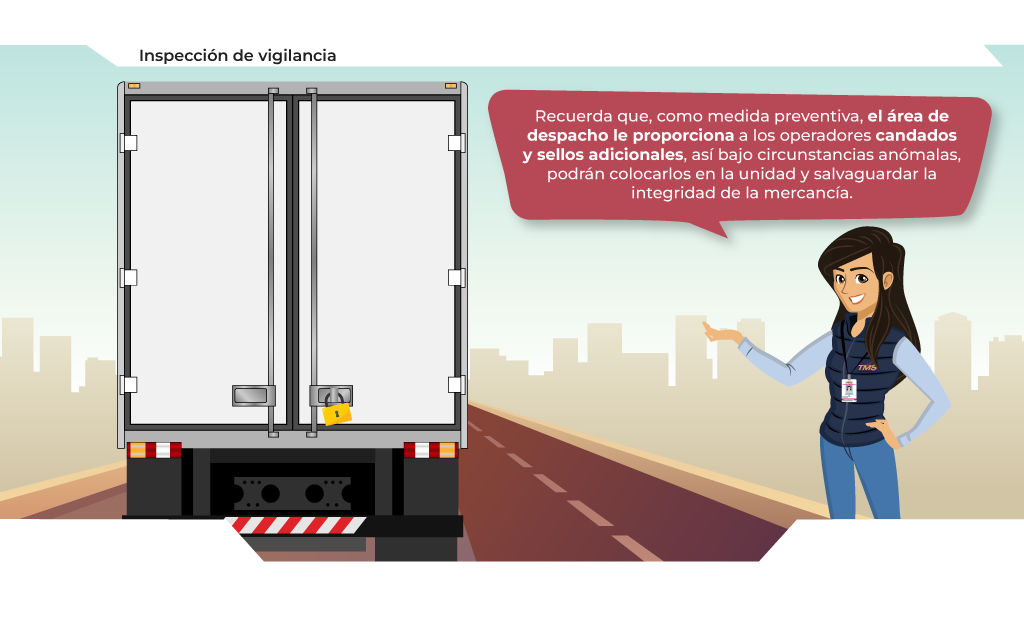 Inspección de vigilancia
Recuerda que, como medida preventiva, el área de
despacho le proporciona a los operadores candados
y sellos adicionales, así bajo circunstancias anómalas,
podrán colocarlos en la unidad y salvaguardar la
integridad de la mercancía.
TMS